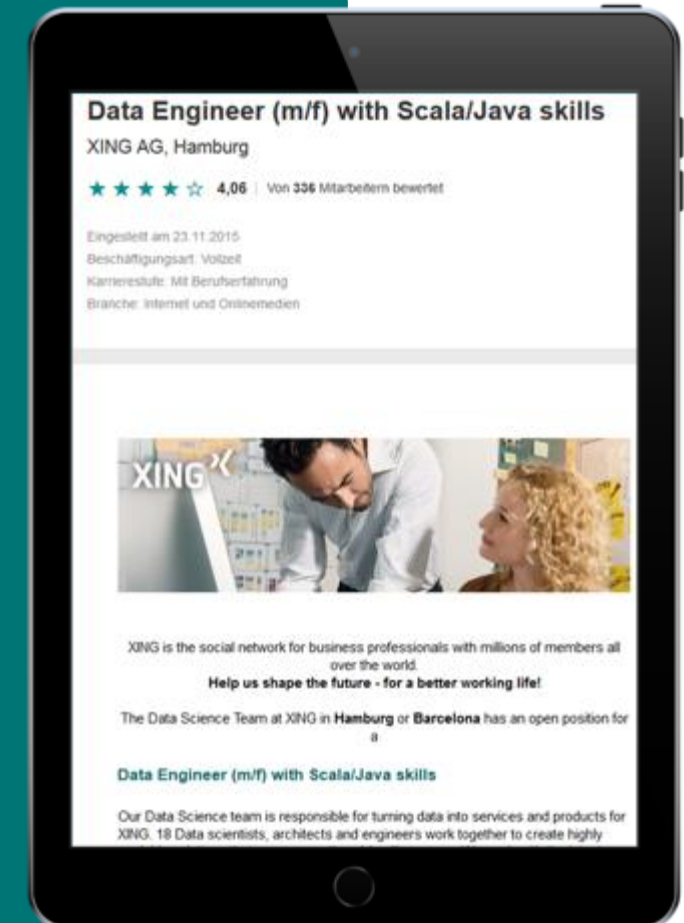 Data Engineer (m/f) with Scala/Java skills
XING AG, Hamburg
4,06 | Von 336 Mitarbeitern bewertet
Eingestellt am 23.11.2015
Beschäftigungsart: Vollzeit
Karrierestufe: Mit Berufserfahrung
Branche: Internet und Onlinemedien
XING
XING is the social network for business professionals with millions of members all
over the world.
Help us shape the future - for a better working life!
The Data Science Team at XING in Hamburg or Barcelona has an open position for
a
Data Engineer (m/f) with Scala/Java skills
Our Data Science team is responsible for turning data into services and products for
XING. 18 Data scientists, architects and engineers work together to create highly